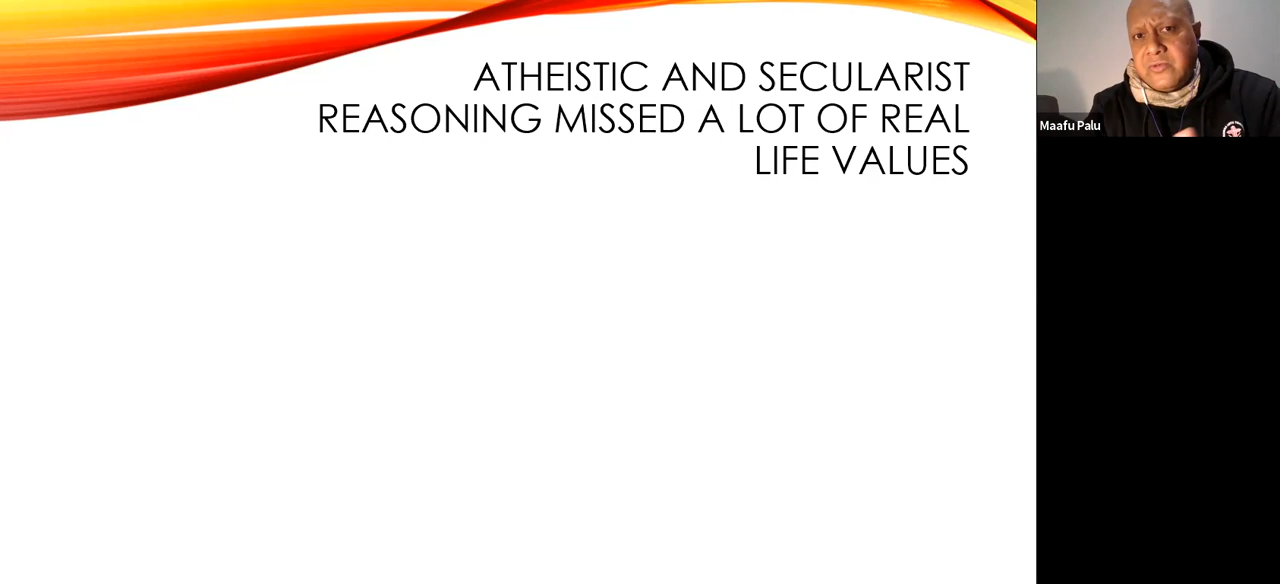 ATHEISTIC AND SECULARIST
REASONING MISSED A LOT OF REAL
LIFE VALUES
Maafu Palu